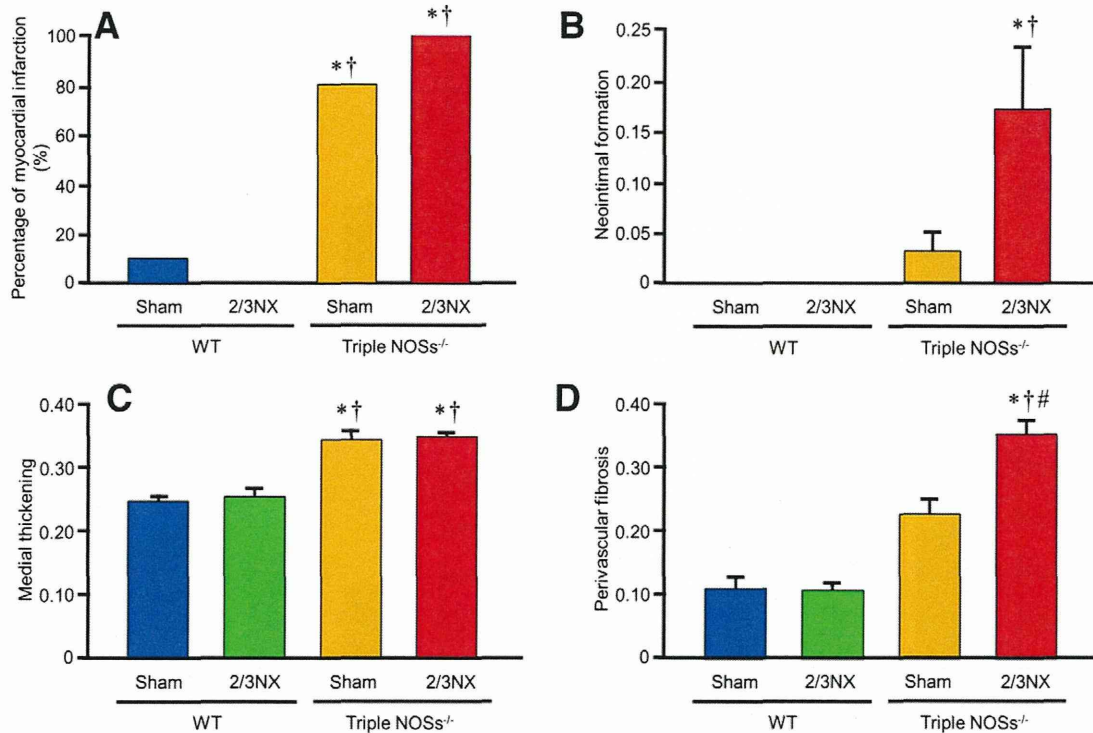 A
Percentage of myocardial infarction
(%)
100
80
60
40
20
0
*†
*†
Sham 2/3NX Sham 2/3NX
WT Triple NOSs-/-
B
Neointimal formation
0.25
0.20
0.15
0.10
0.05
0
*†
Sham 2/3NX Sham 2/3NX
WT Triple NOSs-/-
C
Medial thickening
0.40
0.30
0.20
0.10
0
*†
*†
Sham 2/3NX Sham 2/3NX
WT Triple NOSs-/-
D
Perivascular fibrosis
0.40
0.30
0.20
0.10
0
*†#
Sham 2/3NX Sham 2/3NX
WT Triple NOSs-/-